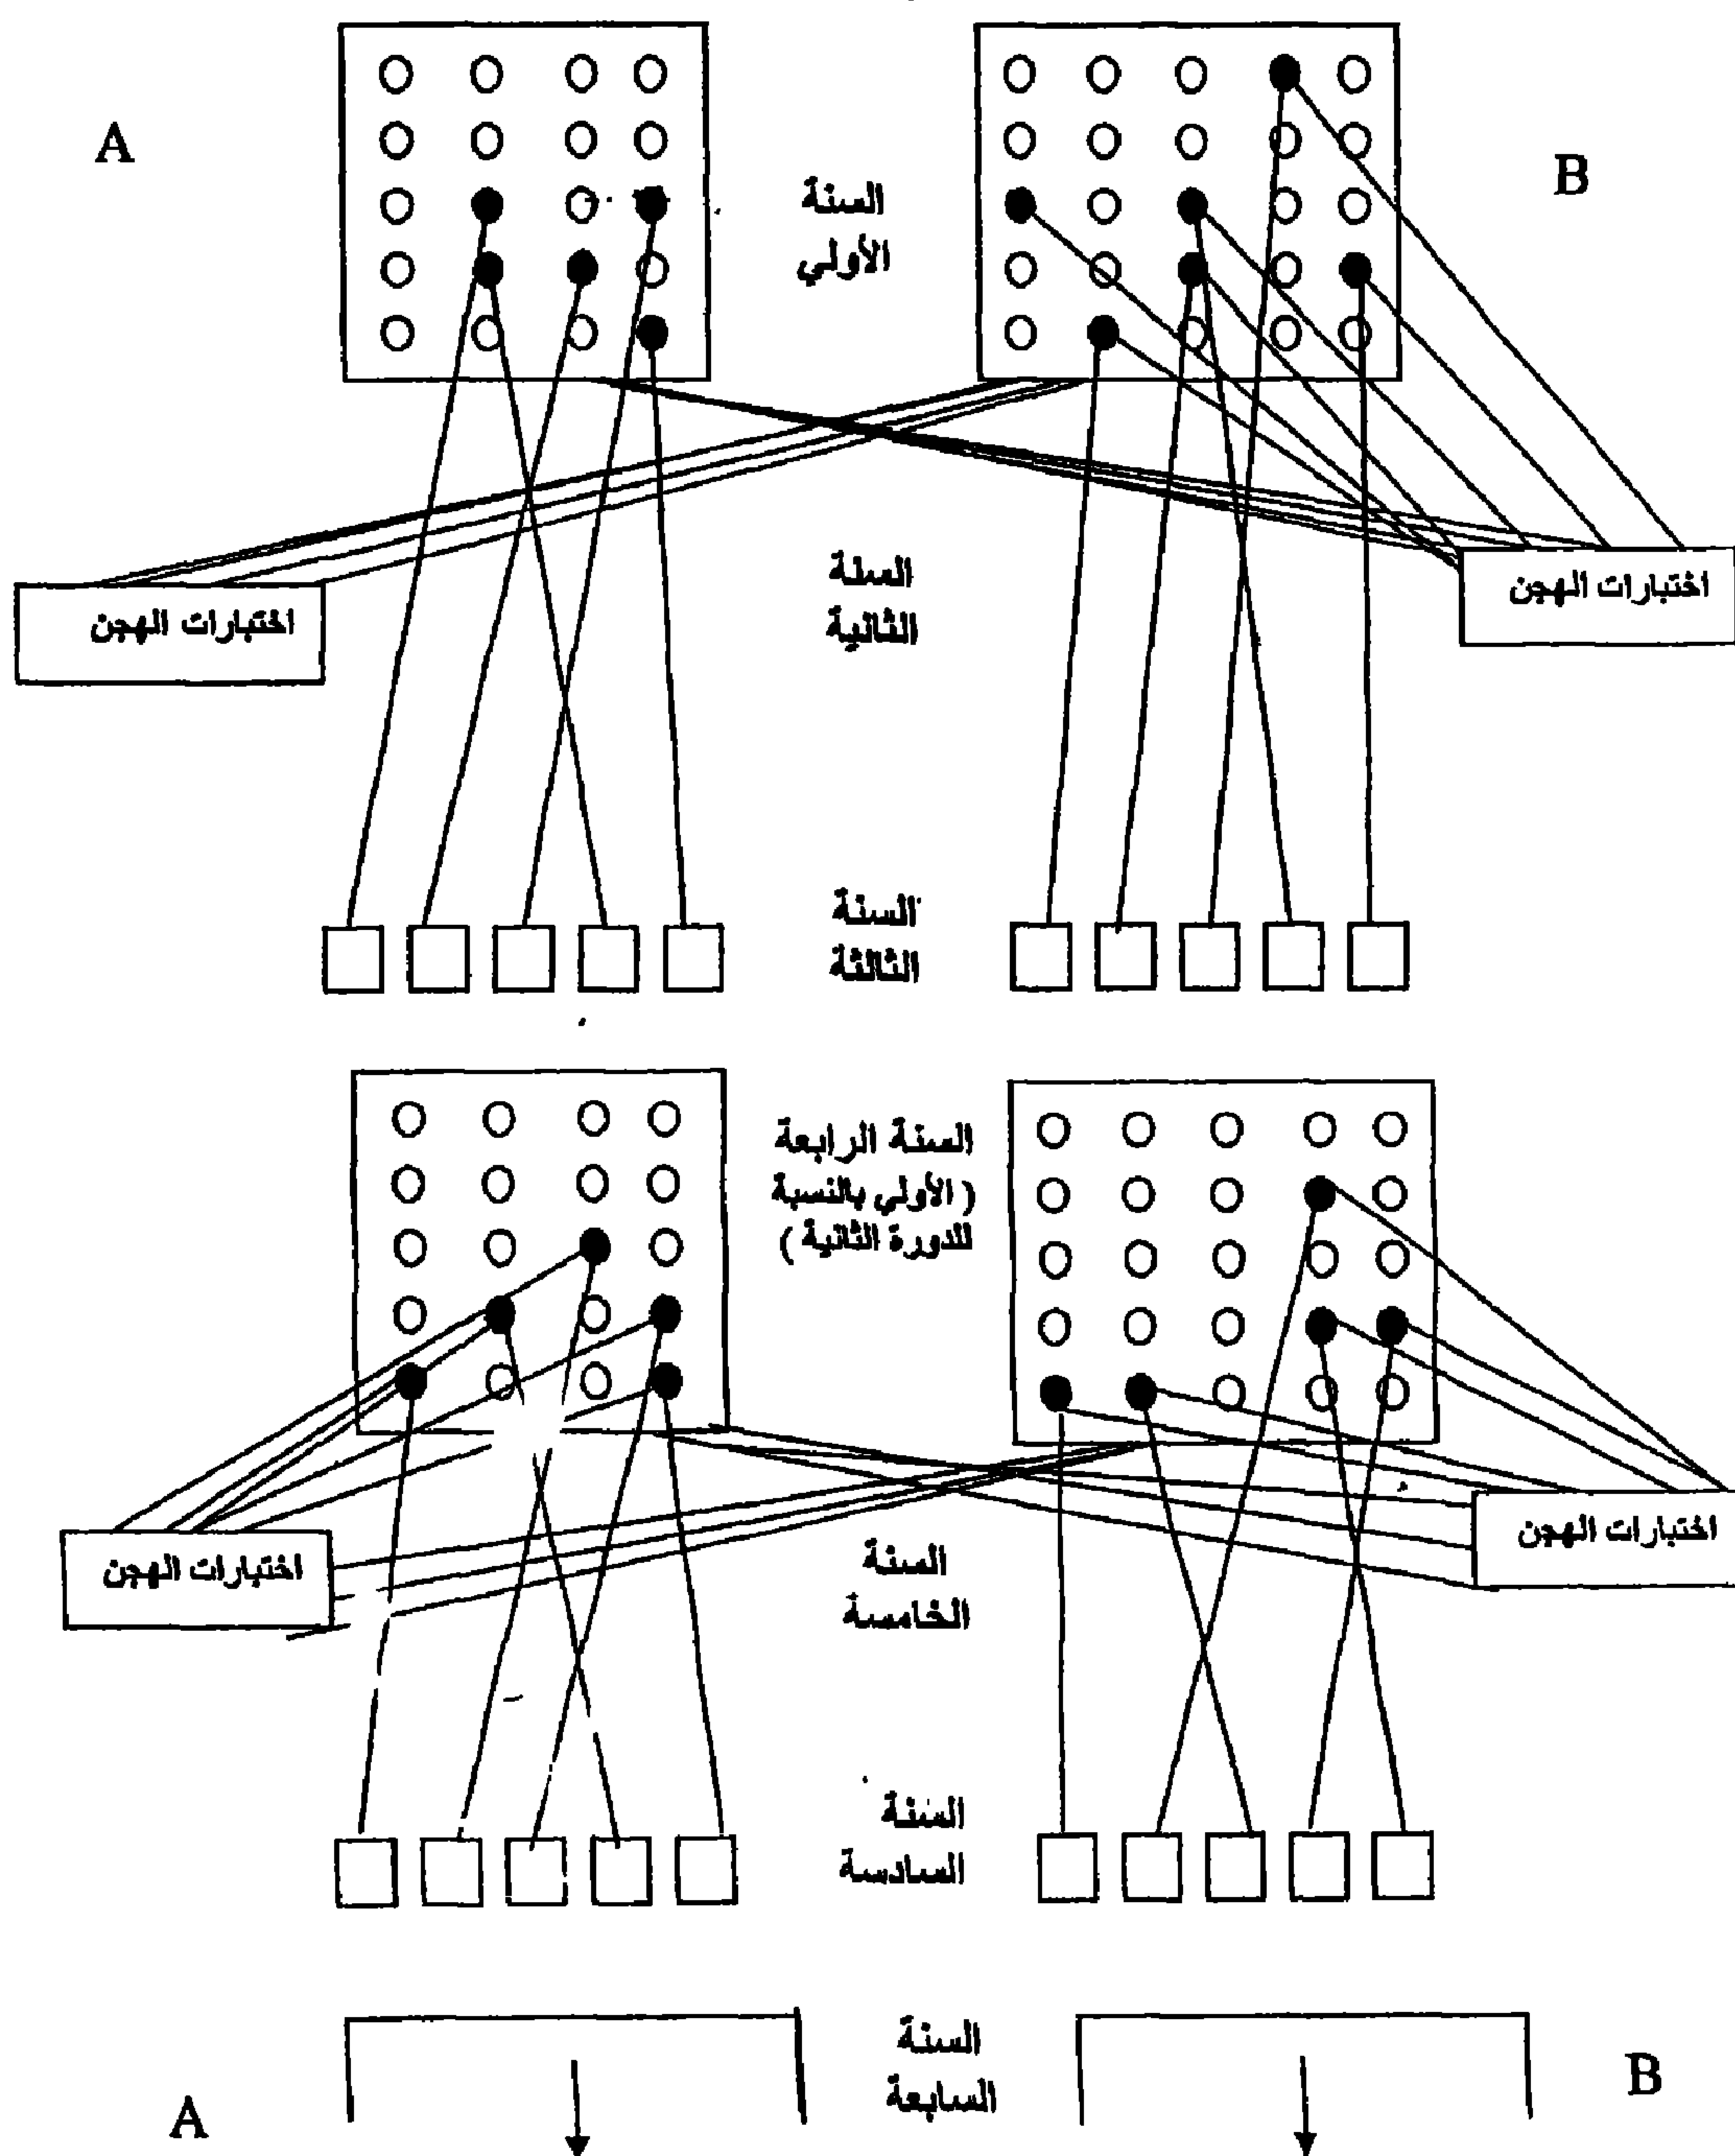 A
B
السنة
الأولي
السنة
الثانية
اختبارات الهجن
اختبارات الهجن
السنة
الثالثة
السنة الرابعة
( الأولي بالنسبة
للدورة الثانية )
اختبارات الهجن
اختبارات الهجن
السنة
الخامسة
السنة
السادسة
السنة
السابعة
A
B